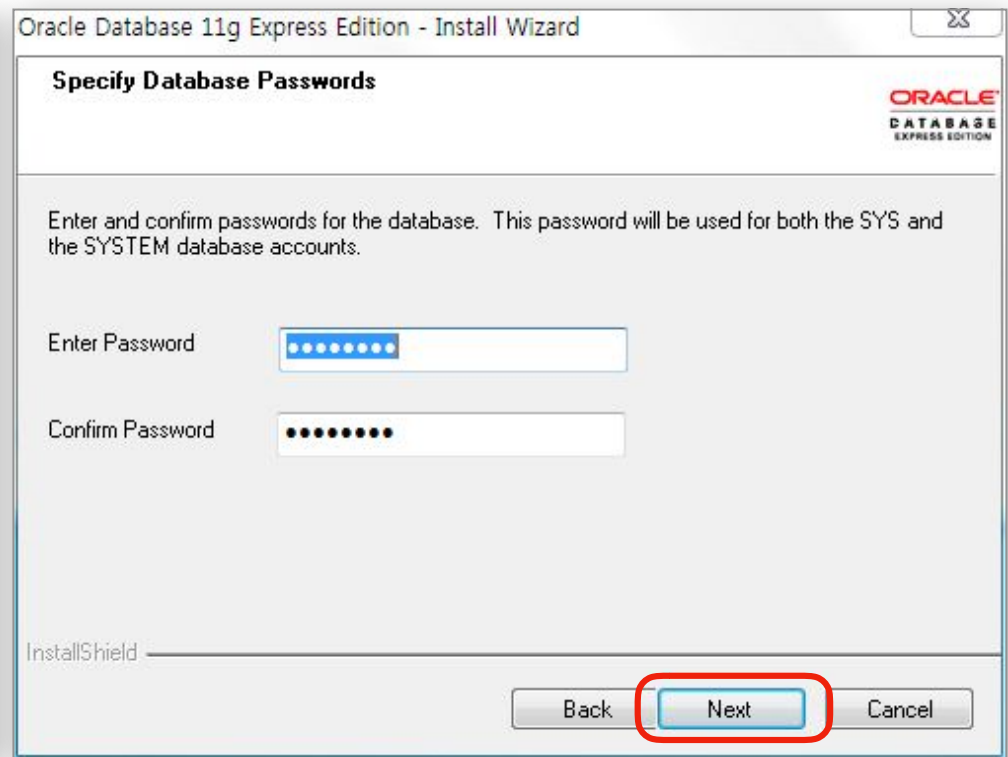 Oracle Database 11g Express Edition - Install Wizard
Specify Database Passwords
ORACLE
DATABASE
EXPRESS EDITION
Enter and confirm passwords for the database.  This password will be used for both the SYS and
the SYSTEM database accounts.
Enter Password
Confirm Password
InstallShield
Back Next Cancel